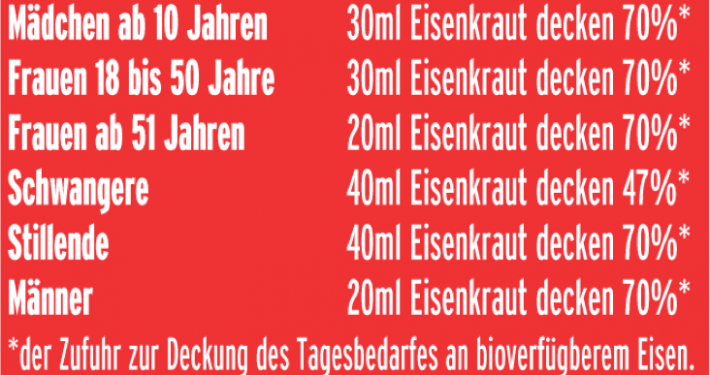 Mädchen ab 10 Jahren 30ml Eisenkraut decken 70%*
Frauen 18 bis 50 Jahre 30ml Eisenkraut decken 70%*
Frauen ab 51 Jahren 20ml Eisenkraut decken 70%*
Schwangere 40ml Eisenkraut decken 47%*
Stillende 40ml Eisenkraut decken 70%*
Männer 20ml Eisenkraut decken 70%*
*der Zufuhr zur Deckung des Tagesbedarfes an bioverfügberem Eisen.